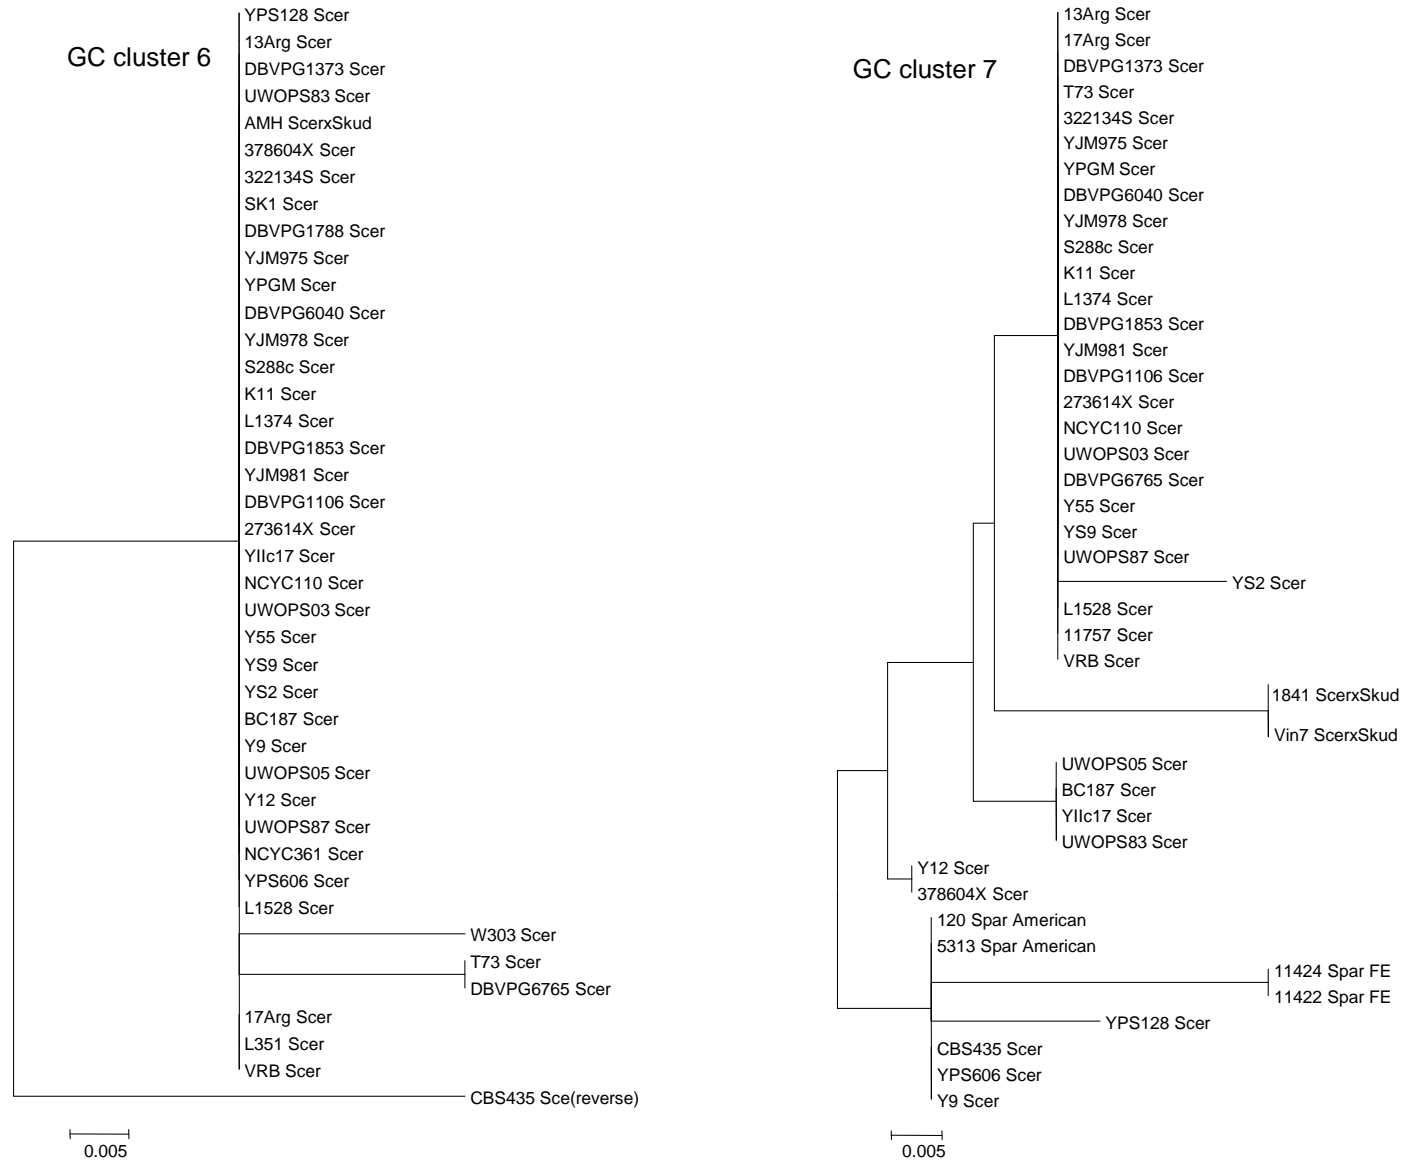 GC cluster 6
YPS128 Scer
13Arg Scer
DBVPG1373 Scer
UWOPS83 Scer
AMH ScerxSkud
378604X Scer
322134S Scer
SK1 Scer
DBVPG1788 Scer
YJM975 Scer
YPGM Scer
DBVPG6040 Scer
YJM978 Scer
S288c Scer
K11 Scer
L1374 Scer
DBVPG1853 Scer
YJM981 Scer
DBVPG1106 Scer
273614X Scer
YIIc17 Scer
NCYC110 Scer
UWOPS03 Scer
Y55 Scer
YS9 Scer
YS2 Scer
BC187 Scer
Y9 Scer
UWOPS05 Scer
Y12 Scer
UWOPS87 Scer
NCYC361 Scer
YPS606 Scer
L1528 Scer
W303 Scer
T73 Scer
DBVPG6765 Scer
17Arg Scer
L351 Scer
VRB Scer
CBS435 Sce(reverse)
0.005
GC cluster 7
13Arg Scer
17Arg Scer
DBVPG1373 Scer
T73 Scer
322134S Scer
YJM975 Scer
YPGM Scer
DBVPG6040 Scer
YJM978 Scer
S288c Scer
K11 Scer
L1374 Scer
DBVPG1853 Scer
YJM981 Scer
DBVPG1106 Scer
273614X Scer
NCYC110 Scer
UWOPS03 Scer
DBVPG6765 Scer
Y55 Scer
YS9 Scer
UWOPS87 Scer
YS2 Scer
L1528 Scer
11757 Scer
VRB Scer
1841 ScerxSkud
Vin7 ScerxSkud
UWOPS05 Scer
BC187 Scer
YIIc17 Scer
UWOPS83 Scer
Y12 Scer
378604X Scer
120 Spar American
5313 Spar American
11424 Spar FE
11422 Spar FE
YPS128 Scer
CBS435 Scer
YPS606 Scer
Y9 Scer
0.005